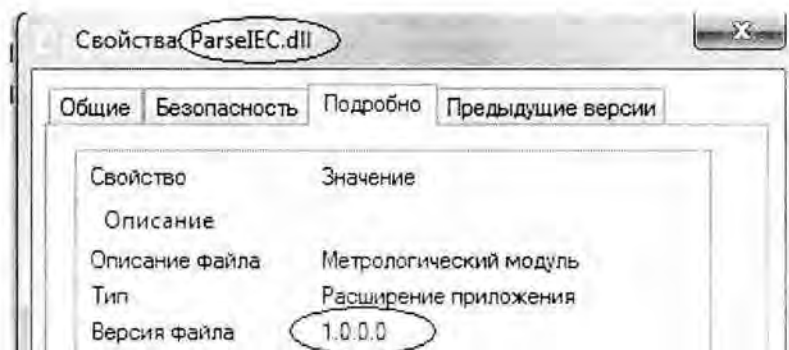 Свойства: ParseIEC.dll
Общие Безопасность Подробно Предыдущие версии
Свойство Значение
Описание
Описание файла Метрологический модуль
Тип Расширение приложения
Версия файла 1.0.0.0